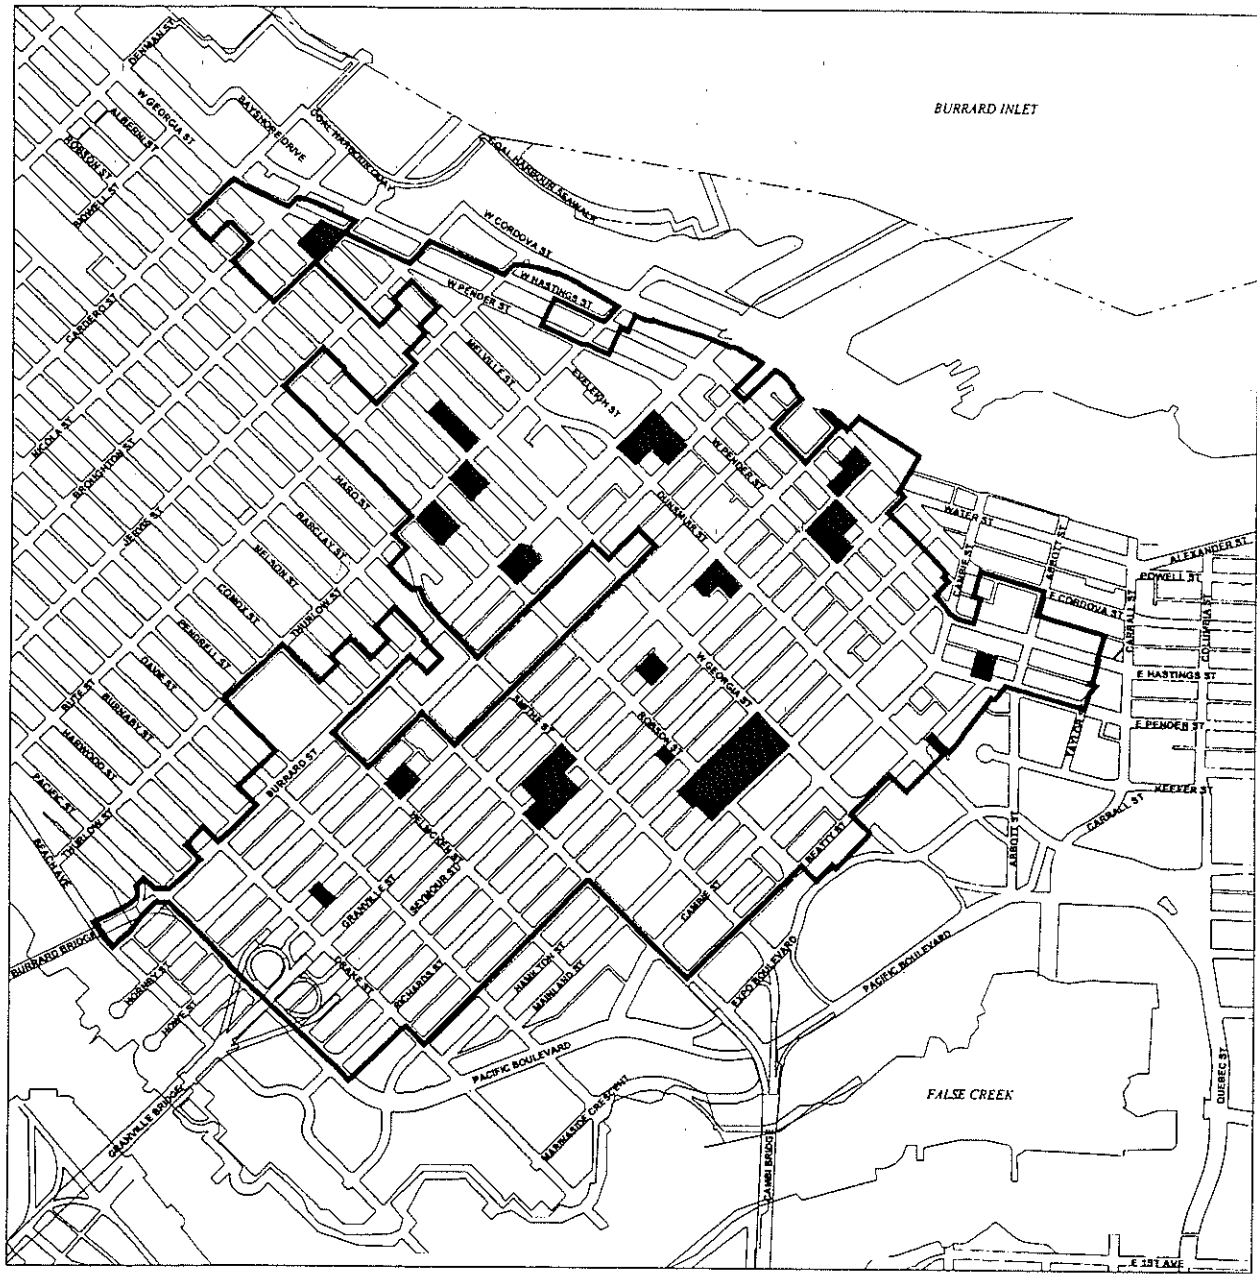 DENMAN ST
W GEORGIA ST
ALBERNI ST
ROBSON ST
BIDWELL ST
BAYSHORE DRIVE
COAL HARBOUR QUAY
COAL HARBOUR SEAWALK
BURRARD INLET
W CORDOVA ST
W HASTINGS ST
W PENDER ST
CARDERO ST
MELVILLE ST
EVELEIGH ST
NICOLA ST
BROUGHTON ST
JERVIS ST
HARO ST
BARCLAY ST
NELSON ST
COMOX ST
PENDRELL ST
THURLOW ST
DAVIE ST
BURNABY ST
BUTE ST
HARWOOD ST
PACIFIC ST
THURLOW ST
BEACH AVE
W PENDER ST
DUNSMUIR ST
WATER ST
CAMBIE ST
ABBOTT ST
ALEXANDER ST
POWELL ST
E CORDOVA ST
CARRALL ST
COLUMBIA ST
E HASTINGS ST
E PENDER ST
TAYLOR ST
KEEFER ST
CARRALL ST
ABBOTT ST
W GEORGIA ST
ROBSON ST
SMITHE ST
BURRARD ST
HELMCKEN ST
GRANVILLE ST
SEYMOUR ST
BEATTY ST
CAMBIE ST
BURRARD BRIDGE
HORNBY ST
HOWE ST
DRAKE ST
RICHARDS ST
HAMILTON ST
MAINLAND ST
EXPO BOULEVARD
PACIFIC BOULEVARD
PACIFIC BOULEVARD
GRANVILLE BRIDGE
MARINASIDE CRESCENT
CAMBI BRIDGE
FALSE CREEK
QUEBEC ST
E 1ST AVE